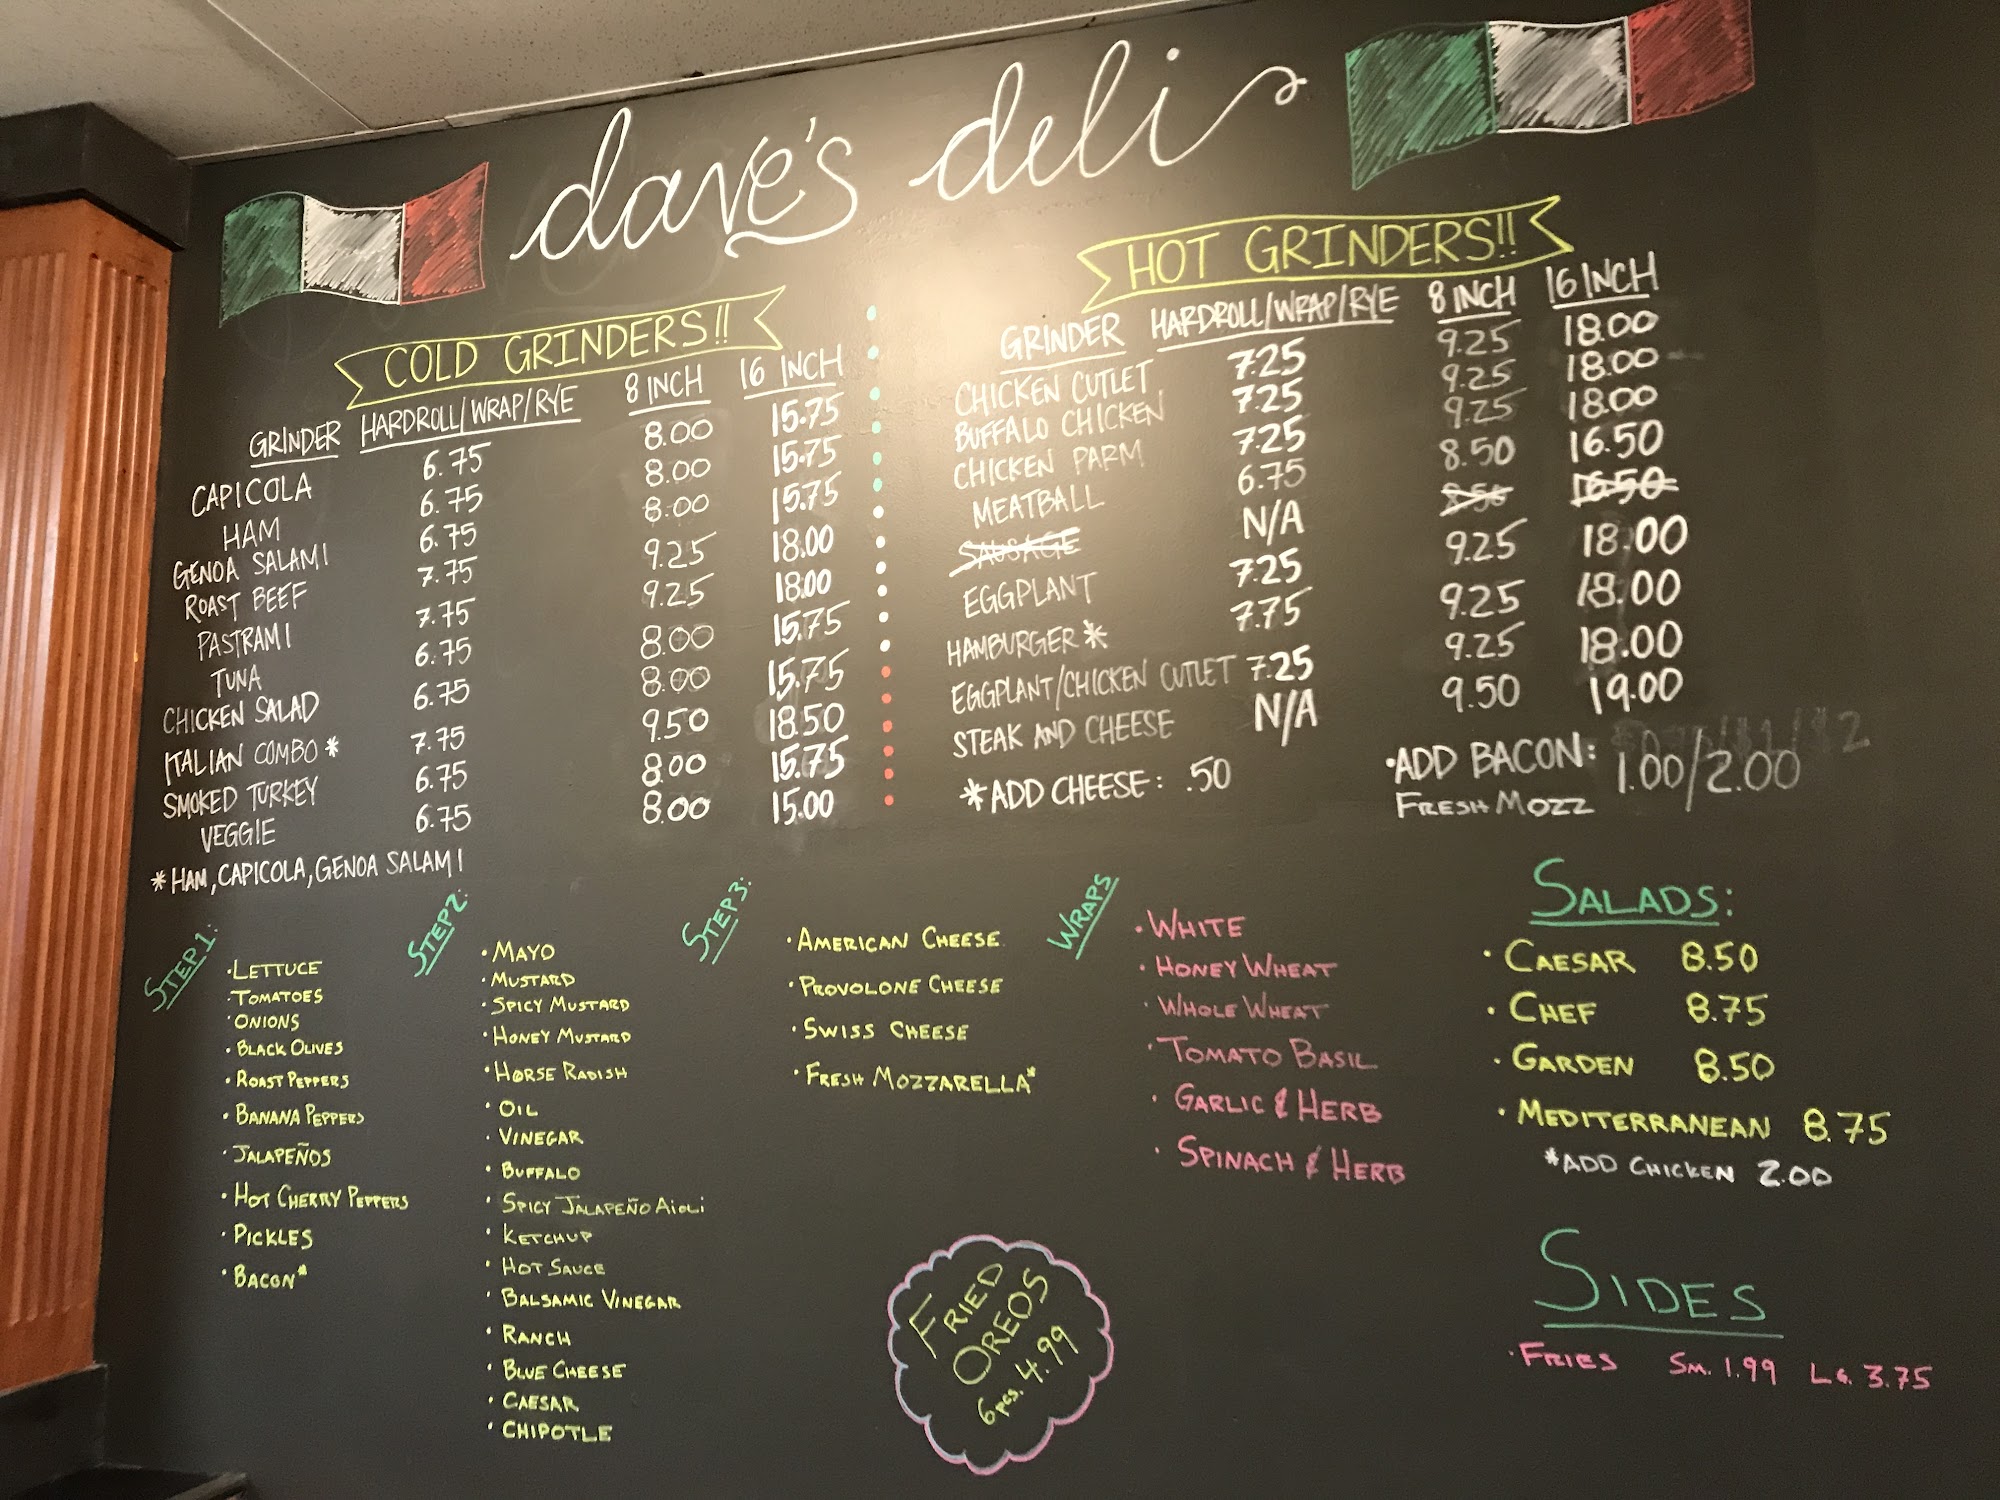 dave's deli
COLD GRINDERS!!
GRINDER HARDROLL/WRAP/RYE 8 INCH 16 INCH
CAPICOLA 6.75 8.00 15.75
HAM 6.75 8.00 15.75
GENOA SALAMI 6.75 8.00 15.75
ROAST BEEF 7.75 9.25 18.00
PASTRAMI 7.75 9.25 18.00
TUNA 6.75 8.00 15.75
CHICKEN SALAD 6.75 8.00 15.75
ITALIAN COMBO* 7.75 9.50 18.50
SMOKED TURKEY 6.75 8.00 15.75
VEGGIE 6.75 8.00 15.00
*HAM, CAPICOLA, GENOA SALAMI
HOT GRINDERS!!
GRINDER HARDROLL/WRAP/RYE 8 INCH 16 INCH
CHICKEN CUTLET 7.25 9.25 18.00
BUFFALO CHICKEN 7.25 9.25 18.00
CHICKEN PARM 7.25 9.25 18.00
MEATBALL 6.75 8.50 16.50
SAUSAGE N/A 8.50 16.50
EGGPLANT 7.25 9.25 18.00
HAMBURGER* 7.75 9.25 18.00
EGGPLANT/CHICKEN CUTLET 7.25 9.25 18.00
STEAK AND CHEESE N/A 9.50 19.00
*ADD CHEESE: .50
·ADD BACON: 1.00/2.00
FRESH MOZZ
STEP 1:
·LETTUCE
·TOMATOES
·ONIONS
·BLACK OLIVES
·ROAST PEPPERS
·BANANA PEPPERS
·JALAPEÑOS
·HOT CHERRY PEPPERS
·PICKLES
·BACON*
STEP 2:
·MAYO
·MUSTARD
·SPICY MUSTARD
·HONEY MUSTARD
·HORSE RADISH
·OIL
·VINEGAR
·BUFFALO
·SPICY JALAPEÑO AIOLI
·KETCHUP
·HOT SAUCE
·BALSAMIC VINEGAR
·RANCH
·BLUE CHEESE
·CAESAR
·CHIPOTLE
STEP 3:
·AMERICAN CHEESE
·PROVOLONE CHEESE
·SWISS CHEESE
·FRESH MOZZARELLA*
WRAPS
·WHITE
·HONEY WHEAT
·WHOLE WHEAT
·TOMATO BASIL
·GARLIC & HERB
·SPINACH & HERB
SALADS:
·CAESAR 8.50
·CHEF 8.75
·GARDEN 8.50
·MEDITERRANEAN 8.75
*ADD CHICKEN 2.00
SIDES
·FRIES SM. 1.99 LG. 3.75
FRIED
OREOS
6pcs. 4.99